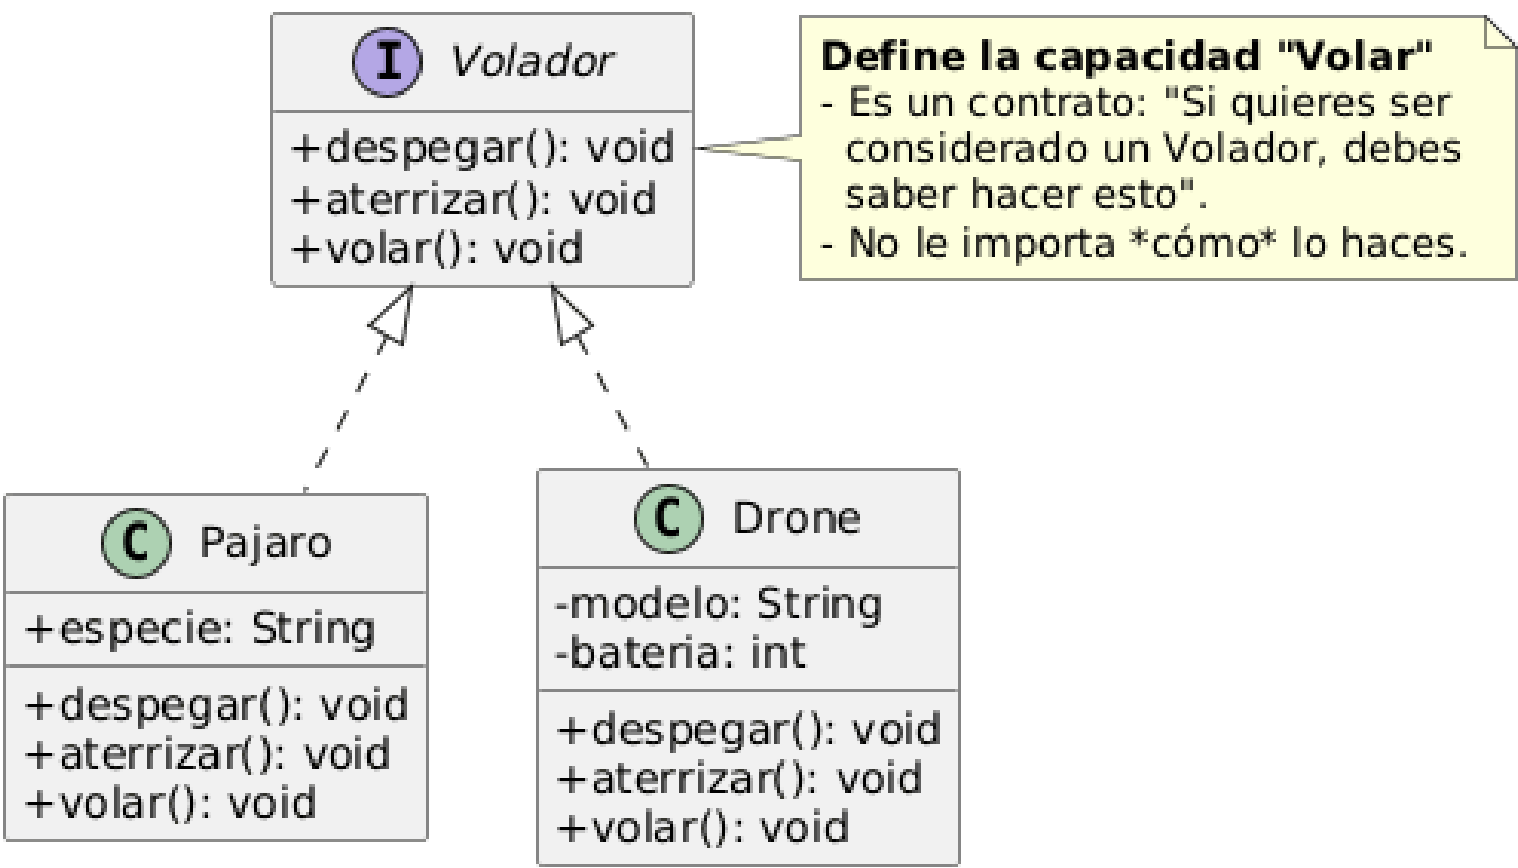 I Volador
+despegar(): void
+aterrizar(): void
+volar(): void
Define la capacidad "Volar"
- Es un contrato: "Si quieres ser
considerado un Volador, debes
saber hacer esto".
- No le importa *cómo* lo haces.
C Pajaro
+especie: String
+despegar(): void
+aterrizar(): void
+volar(): void
C Drone
-modelo: String
-bateria: int
+despegar(): void
+aterrizar(): void
+volar(): void